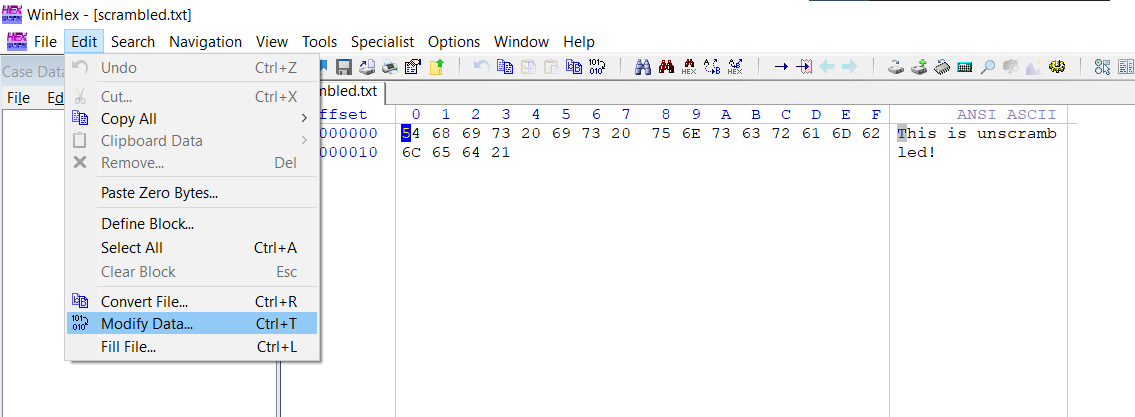 WinHex - [scrambled.txt]
File Edit Search Navigation View Tools Specialist Options Window Help
Case Data
File Ed
Undo Ctrl+Z
Cut... Ctrl+X
Copy All
Clipboard Data
Remove... Del
Paste Zero Bytes...
Define Block...
Select All Ctrl+A
Clear Block Esc
Convert File... Ctrl+R
Modify Data... Ctrl+T
Fill File... Ctrl+L
mbled.txt
ffset 0 1 2 3 4 5 6 7 8 9 A B C D E F ANSI ASCII
000000 54 68 69 73 20 69 73 20 75 6E 73 63 72 61 6D 62 This is unscramb
000010 6C 65 64 21 led!